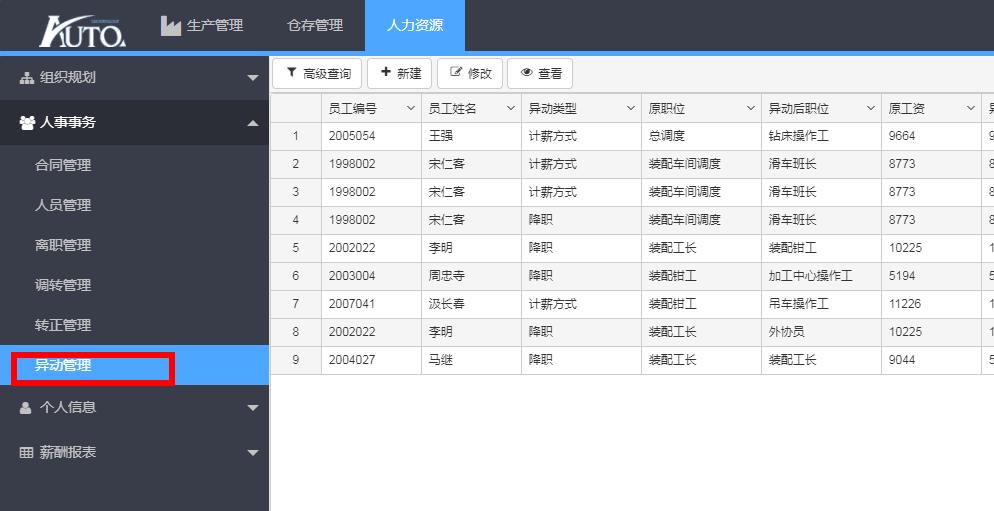 AUTO. 生产管理 仓存管理 人力资源
组织规划
人事事务
合同管理
人员管理
离职管理
调转管理
转正管理
异动管理
个人信息
薪酬报表
高级查询 新建 修改 查看
员工编号 员工姓名 异动类型 原职位 异动后职位 原工资
1 2005054 王强 计薪方式 总调度 钻床操作工 9664
2 1998002 宋仁客 计薪方式 装配车间调度 滑车班长 8773
3 1998002 宋仁客 计薪方式 装配车间调度 滑车班长 8773
4 1998002 宋仁客 降职 装配车间调度 滑车班长 8773
5 2002022 李明 降职 装配工长 装配钳工 10225
6 2003004 周忠寺 降职 装配钳工 加工中心操作工 5194
7 2007041 汲长春 计薪方式 装配钳工 吊车操作工 11226
8 2002022 李明 降职 装配工长 外协员 10225
9 2004027 马继 降职 装配工长 装配工长 9044